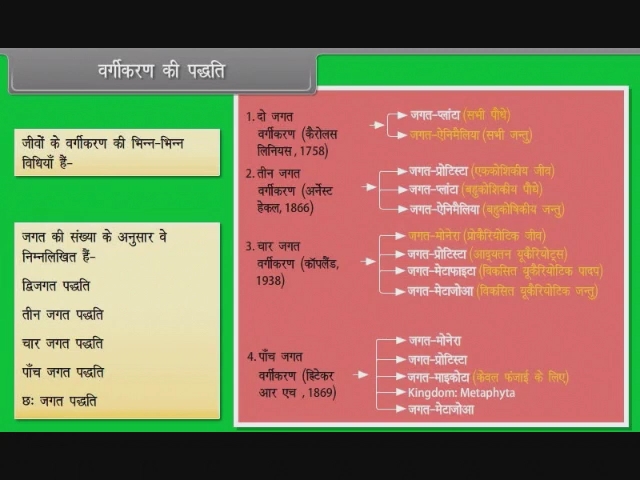 वर्गीकरण की पद्धति
जीवों के वर्गीकरण की भिन्न-भिन्न
विधियाँ हैं-
जगत की संख्या के अनुसार वे
निम्नलिखित हैं-
द्विजगत पद्धति
तीन जगत पद्धति
चार जगत पद्धति
पाँच जगत पद्धति
छः जगत पद्धति
1. दो जगत
वर्गीकरण (कैरोलस
लिनियस, 1758)
जगत-प्लांटा (सभी पौधे)
जगत-ऐनिमैलिया (सभी जन्तु)
2. तीन जगत
वर्गीकरण (अर्नेस्ट
हेकल, 1866)
जगत-प्रोटिस्टा (एककोशिकीय जीव)
जगत-प्लांटा (बहुकोशिकीय पौधे)
जगत-ऐनिमैलिया (बहुकोषिकीय जन्तु)
3. चार जगत
वर्गीकरण (कॉपलैंड,
1938)
जगत-मोनेरा (प्रोकैरियोटिक जीव)
जगत-प्रोटिस्टा (आद्यतन यूकैरियोट्स)
जगत-मेटाफाइटा (विकसित यूकैरियोटिक पादप)
जगत-मेटाजोआ (विकसित यूकैरियोटिक जन्तु)
4. पाँच जगत
वर्गीकरण (ह्विटेकर
आर एच , 1869)
जगत-मोनेरा
जगत-प्रोटिस्टा
जगत-माइकोटा (केवल फंजाई के लिए)
Kingdom: Metaphyta
जगत-मेटाजोआ